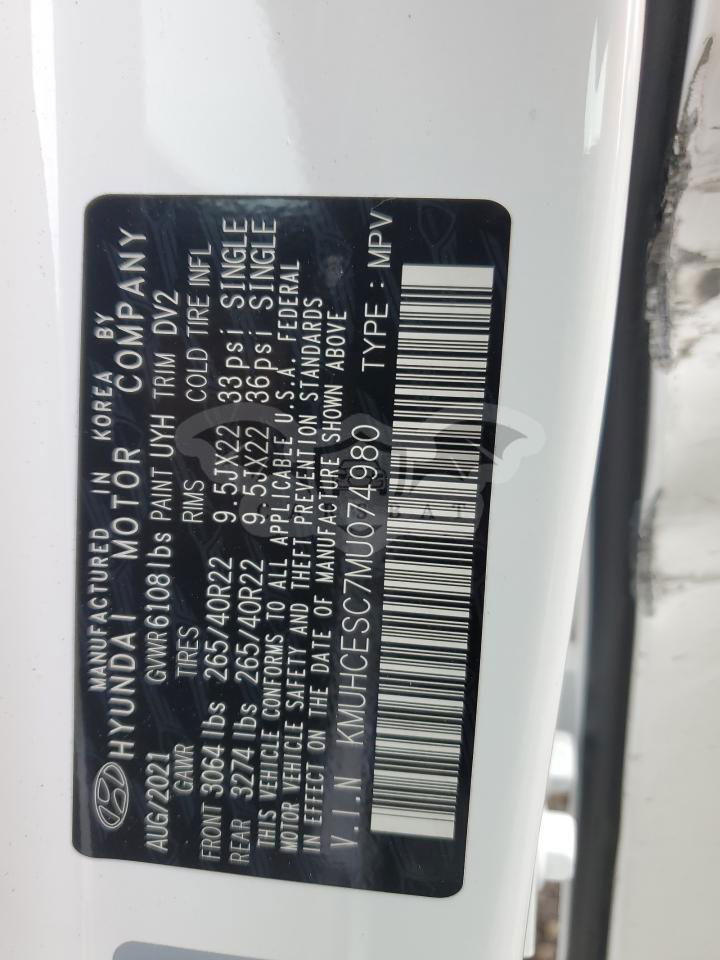 MANUFACTURED IN KOREA BY
HYUNDAI MOTOR COMPANY
AUG/2021 GVWR 6108lbs PAINT UYH TRIM DV2
GAWR TIRES RIMS COLD TIRE INFL
FRONT 3064lbs 265/40R22 9.5JX22 33psi SINGLE
REAR 3274lbs 265/40R22 9.5JX22 36psi SINGLE
THIS VEHICLE CONFORMS TO ALL APPLICABLE U.S.A. FEDERAL
MOTOR VEHICLE SAFETY AND THEFT PREVENTION STANDARDS
IN EFFECT ON THE DATE OF MANUFACTURE SHOWN ABOVE
V.I.N KMUHCESC7MU074980 TYPE : MPV